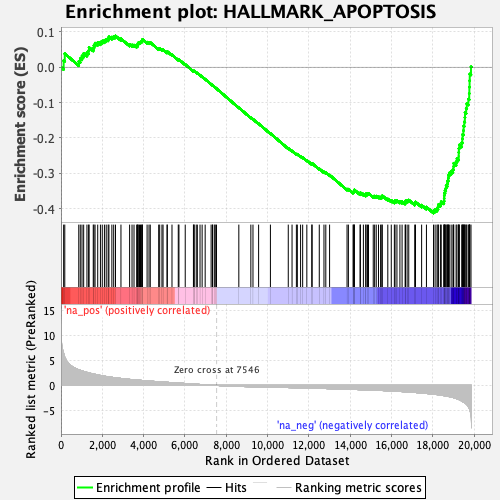 Enrichment plot: HALLMARK_APOPTOSIS
Enrichment score (ES)
0.1
0.0
-0.1
-0.2
-0.3
-0.4
'na_pos' (positively correlated)
Ranked list metric (PreRanked)
15
10
5
0
-5
Zero cross at 7546
'na_neg' (negatively correlated)
0
2,000
4,000
6,000
8,000
10,000
12,000
14,000
16,000
18,000
20,000
Rank in Ordered Dataset
Enrichment profile
Hits
Ranking metric scores